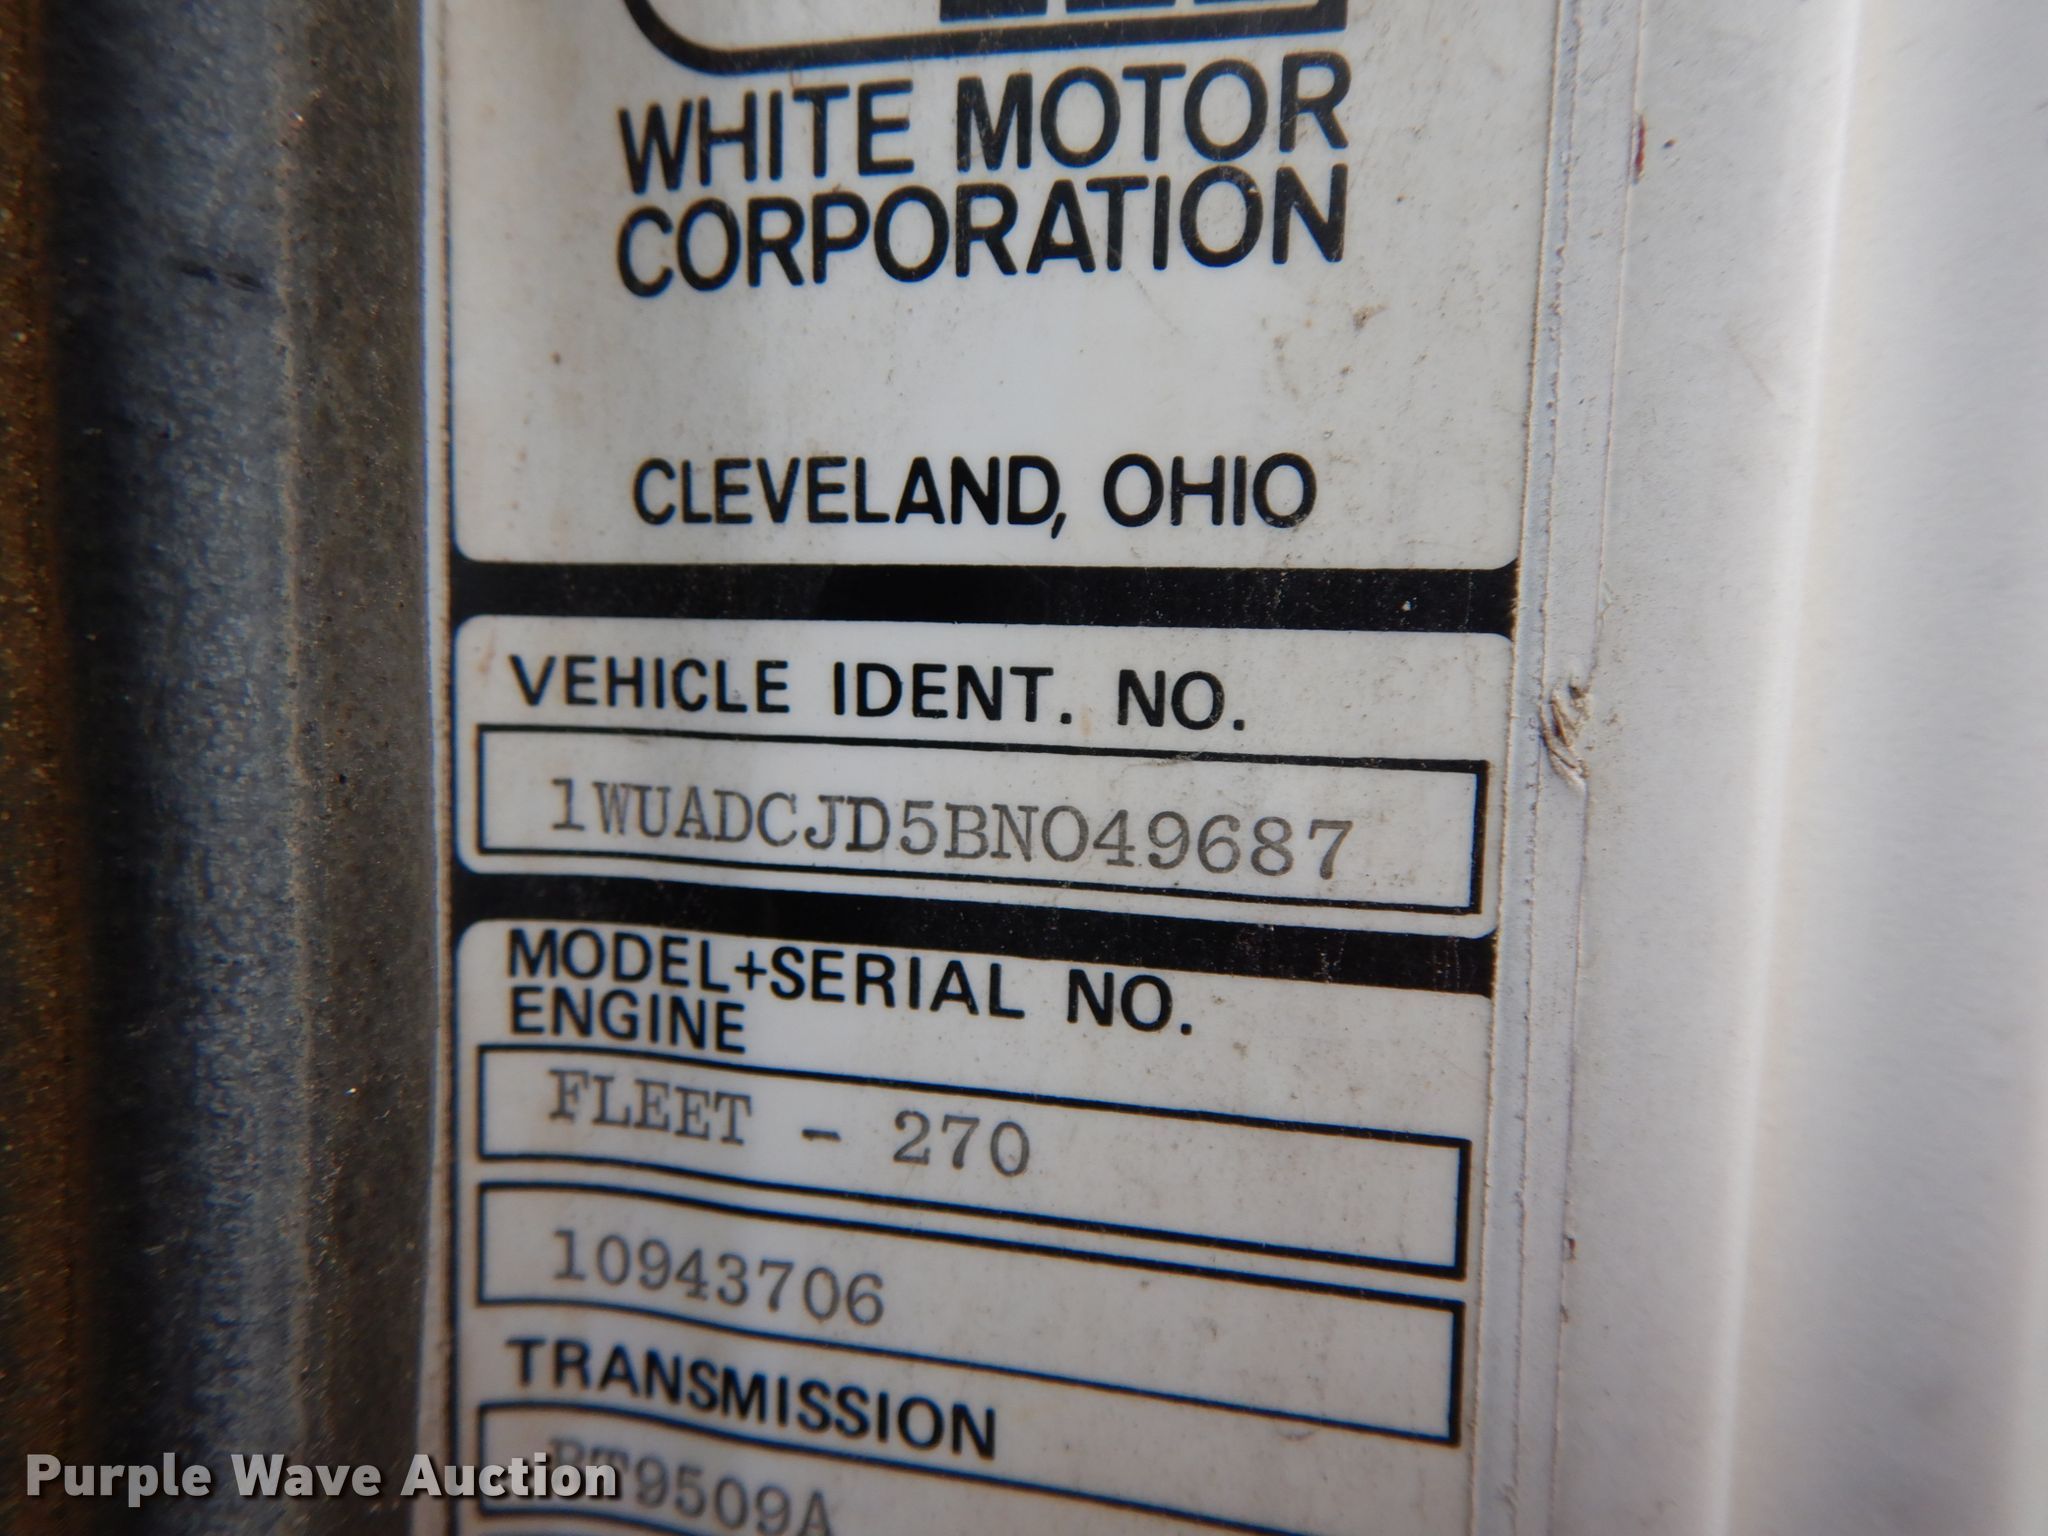 WHITE MOTOR
CORPORATION
CLEVELAND, OHIO
VEHICLE IDENT. NO.
1WUADCJD5BN049687
MODEL+SERIAL NO.
ENGINE
FLEET - 270
10943706
TRANSMISSION
RT9509A
Purple Wave Auction